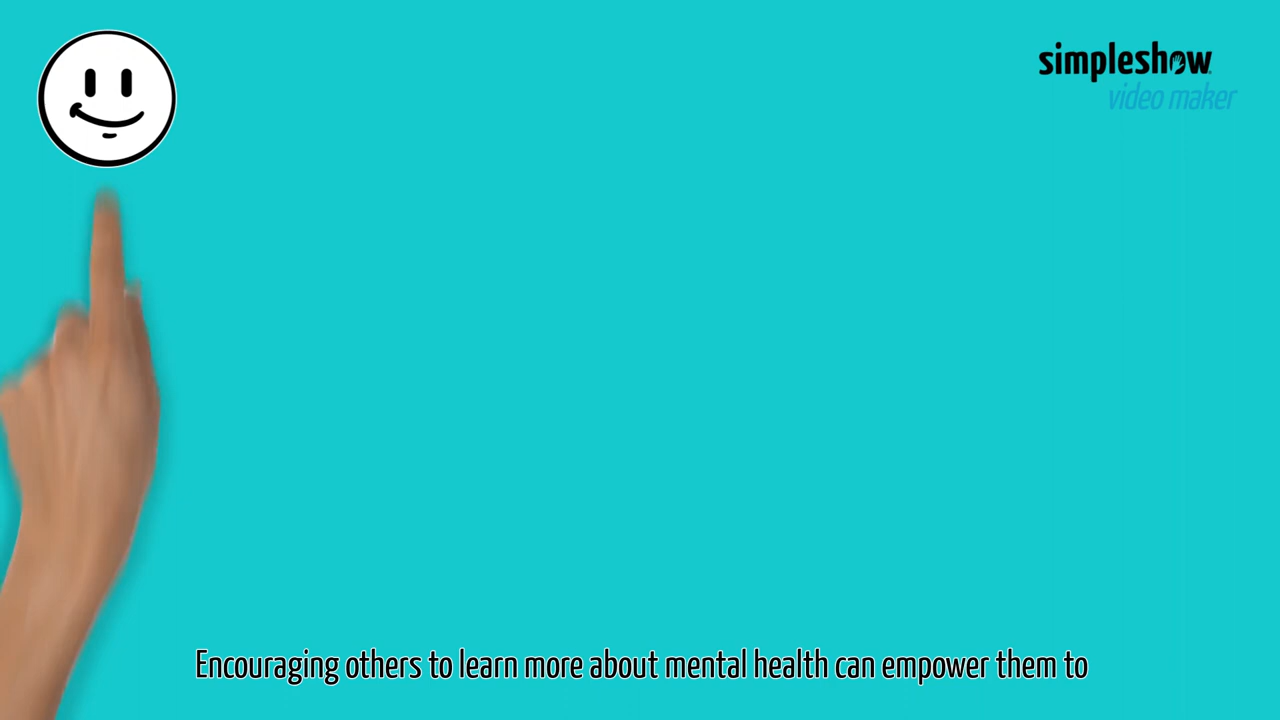 simpleshow
video maker
Encouraging others to learn more about mental health can empower them to